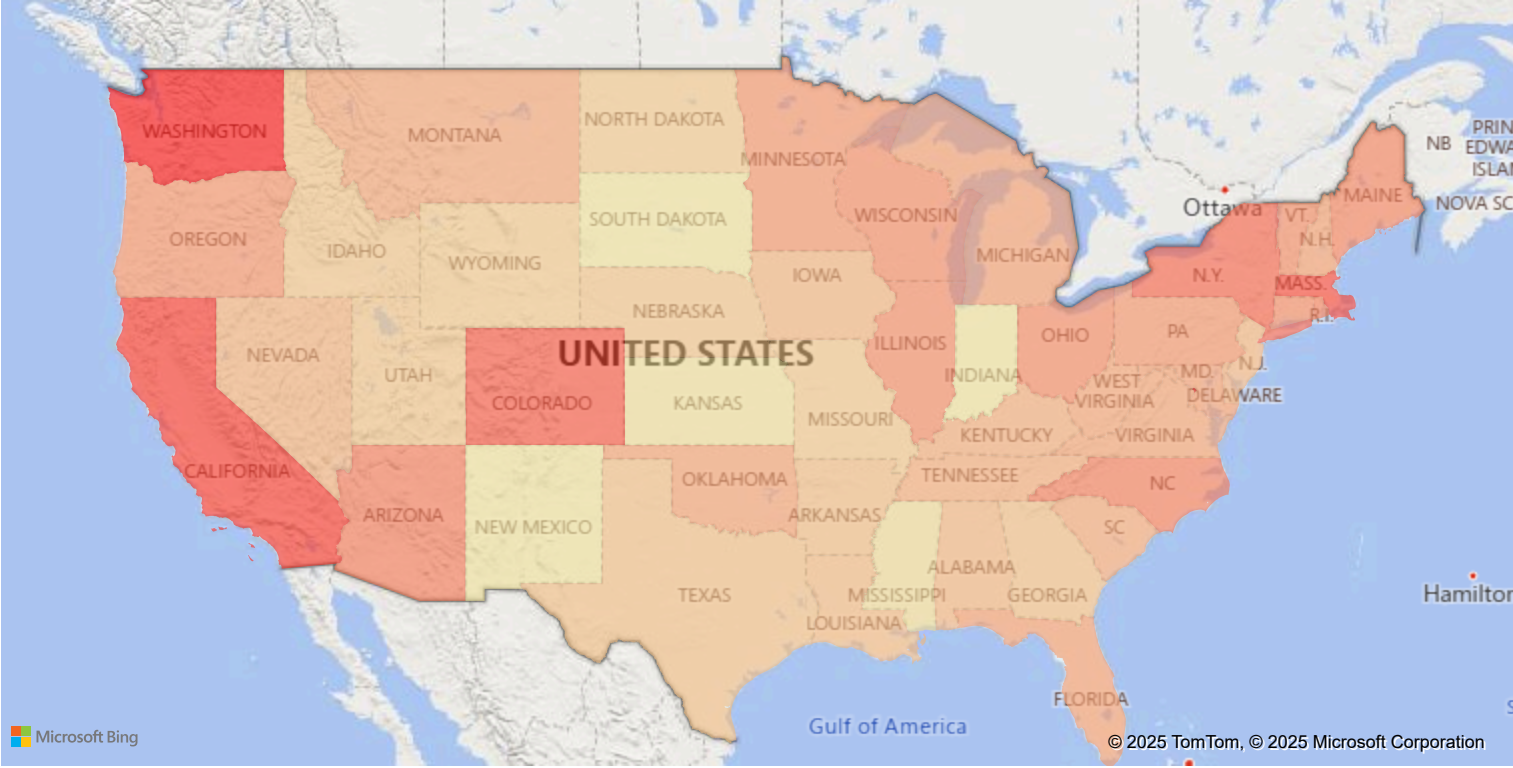 PRIN
NB EDWA
ISLA
WASHINGTON
MONTANA
NORTH DAKOTA
MINNESOTA
MAINE
NOVA SC
Ottawa
OREGON
IDAHO
WYOMING
SOUTH DAKOTA
WISCONSIN
MICHIGAN
VT.
N.H.
N.Y.
MASS.
R.I.
IOWA
NEBRASKA
NEVADA
UTAH
UNITED STATES
COLORADO
KANSAS
MISSOURI
ILLINOIS
INDIANA
OHIO
PA
N.J.
MD.
DELAWARE
WEST
VIRGINIA
KENTUCKY
VIRGINIA
CALIFORNIA
ARIZONA
NEW MEXICO
OKLAHOMA
ARKANSAS
TENNESSEE
NC
SC
TEXAS
LOUISIANA
MISSISSIPPI
ALABAMA
GEORGIA
FLORIDA
Hamilton
Gulf of America
Microsoft Bing
© 2025 TomTom, © 2025 Microsoft Corporation